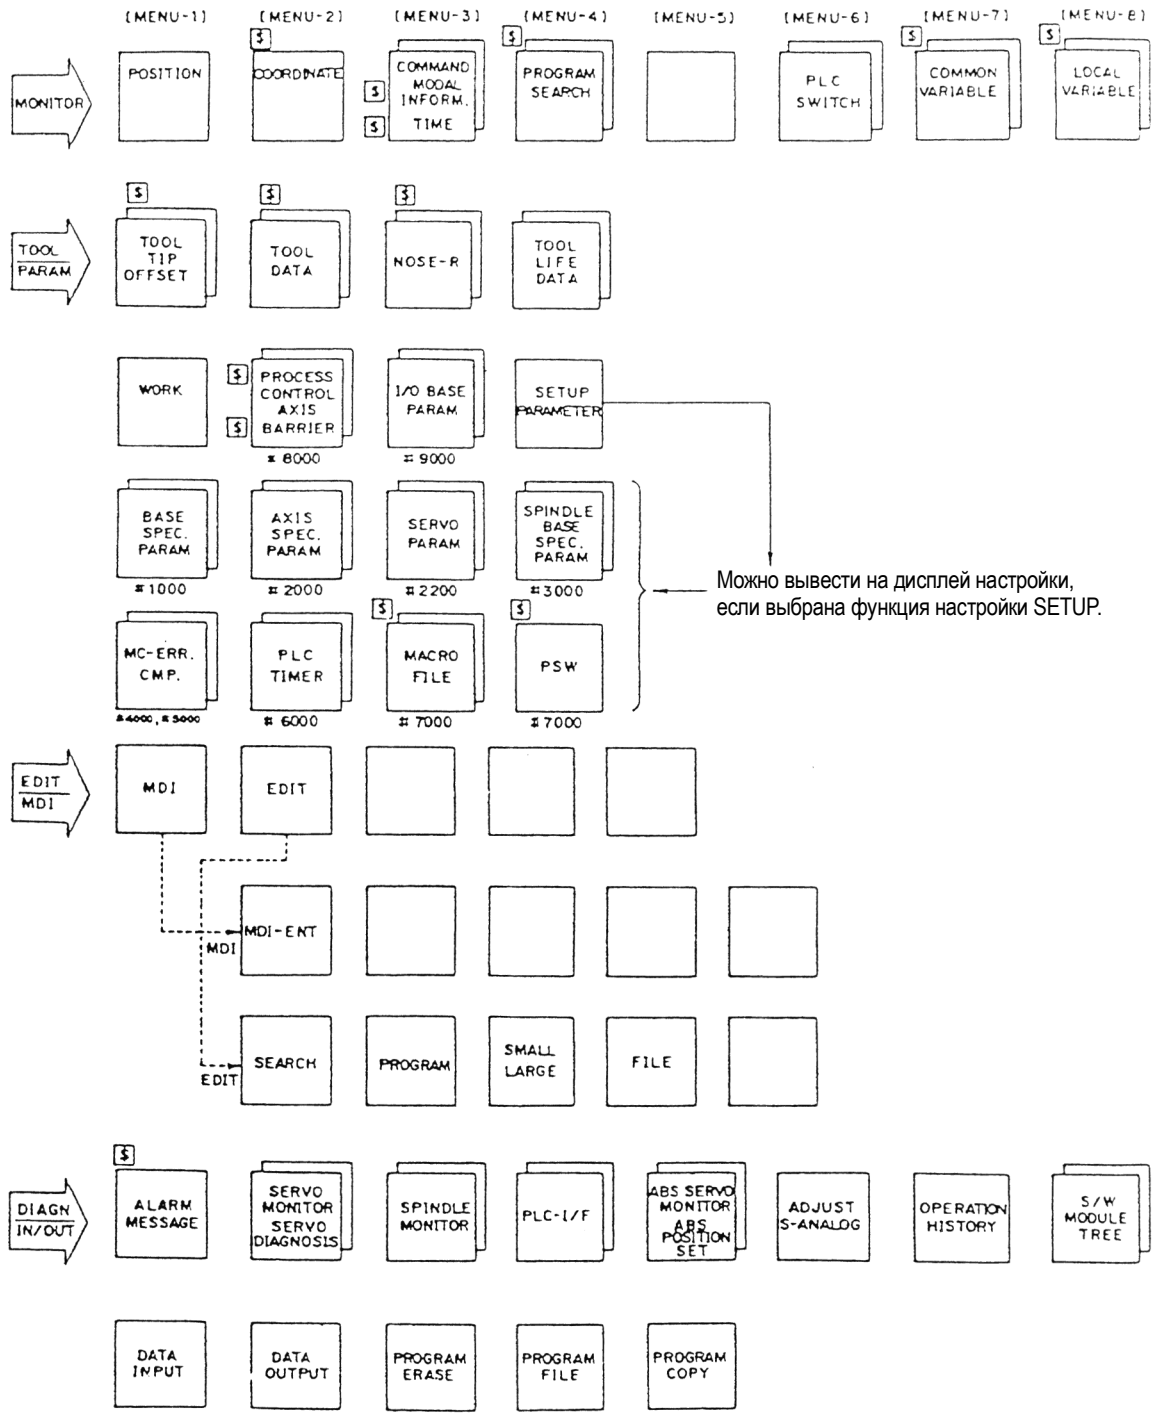 [MENU-1] [MENU-2] [MENU-3] [MENU-4] [MENU-5] [MENU-6] [MENU-7] [MENU-8]
MONITOR
POSITION
$
COORDINATE
COMMAND
MODAL
$ INFORM.
$ TIME
$
PROGRAM
SEARCH
PLC
SWITCH
$
COMMON
VARIABLE
$
LOCAL
VARIABLE
TOOL
PARAM
$
TOOL
TIP
OFFSET
$
TOOL
DATA
$
NOSE-R
TOOL
LIFE
DATA
WORK
$ PROCESS
CONTROL
AXIS
$ BARRIER
# 8000
I/O BASE
PARAM
# 9000
SETUP
PARAMETER
BASE
SPEC.
PARAM
#1000
AXIS
SPEC.
PARAM
#2000
SERVO
PARAM
#2200
SPINDLE
BASE
SPEC.
PARAM
#3000
Можно вывести на дисплей настройки,
если выбрана функция настройки SETUP.
MC-ERR.
CMP.
#4000, #5000
PLC
TIMER
# 6000
$
MACRO
FILE
# 7000
$
PSW
#7000
EDIT
MDI
MDI
EDIT
MDI
MDI-ENT
EDIT
SEARCH
PROGRAM
SMALL
LARGE
FILE
DIAGN
IN/OUT
$
ALARM
MESSAGE
SERVO
MONITOR
SERVO
DIAGNOSIS
SPINDLE
MONITOR
PLC-I/F
ABS SERVO
MONITOR
ABS
POSITION
SET
ADJUST
S-ANALOG
OPERATION
HISTORY
S/W
MODULE
TREE
DATA
INPUT
DATA
OUTPUT
PROGRAM
ERASE
PROGRAM
FILE
PROGRAM
COPY